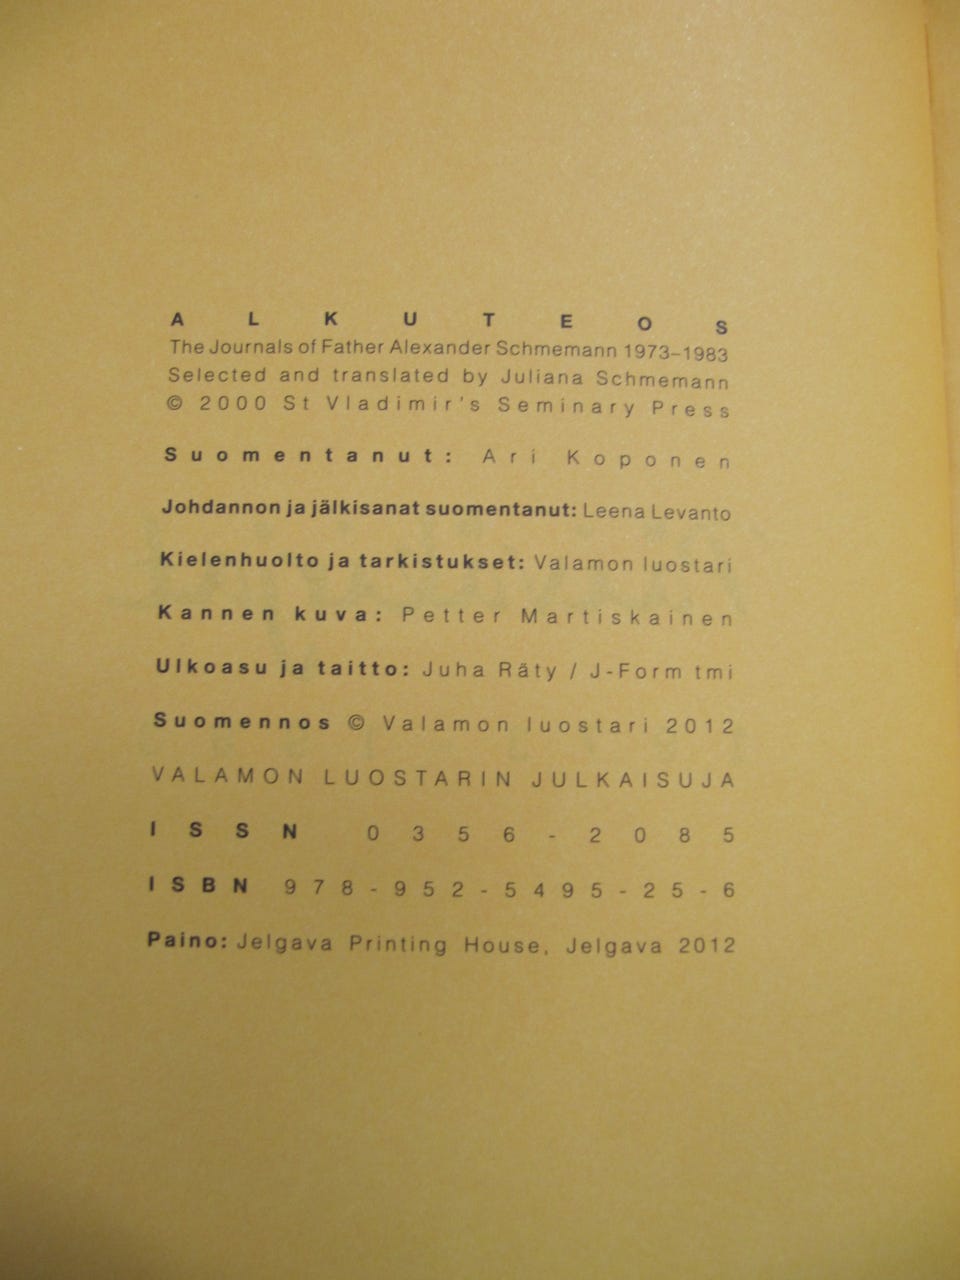 ALKUTEOS
The Journals of Father Alexander Schmemann 1973–1983
Selected and translated by Juliana Schmemann
© 2000 St Vladimir's Seminary Press
Suomentanut: Ari Koponen
Johdannon ja jälkisanat suomentanut: Leena Levanto
Kielenhuolto ja tarkistukset: Valamon luostari
Kannen kuva: Petter Martiskainen
Ulkoasu ja taitto: Juha Räty / J-Form tmi
Suomennos © Valamon luostari 2012
VALAMON LUOSTARIN JULKAISUJA
ISSN 0356-2085
ISBN 978-952-5495-25-6
Paino: Jelgava Printing House, Jelgava 2012